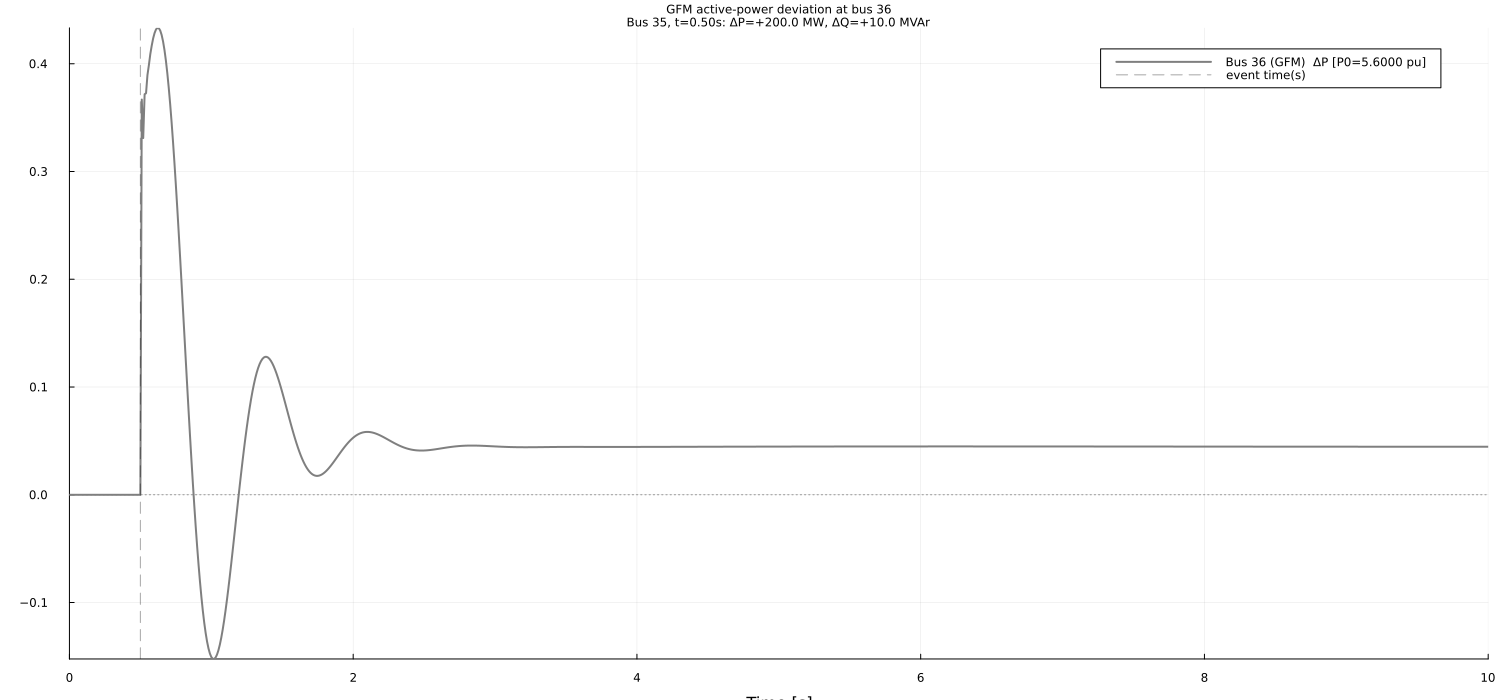 GFM active-power deviation at bus 36
Bus 35, t=0.50s: ΔP=+200.0 MW, ΔQ=+10.0 MVAr
Bus 36 (GFM)  ΔP [P0=5.6000 pu]
event time(s)
0.4
0.3
0.2
0.1
0.0
−0.1
0 2 4 6 8 10
Time [s]